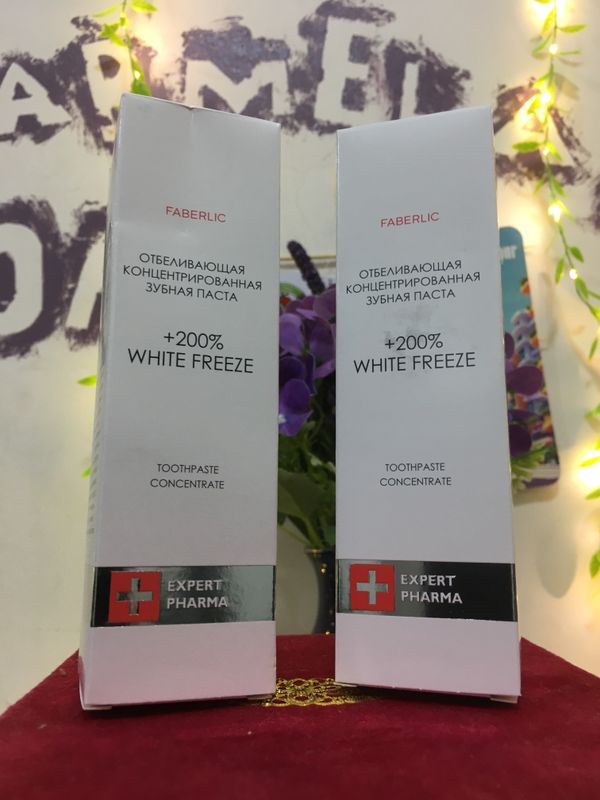 ARMEL
FABERLIC
ОТБЕЛИВАЮЩАЯ
КОНЦЕНТРИРОВАННАЯ
ЗУБНАЯ ПАСТА
+200%
WHITE FREEZE
TOOTHPASTE
CONCENTRATE
EXPERT
PHARMA
FABERLIC
ОТБЕЛИВАЮЩАЯ
КОНЦЕНТРИРОВАННАЯ
ЗУБНАЯ ПАСТА
+200%
WHITE FREEZE
TOOTHPASTE
CONCENTRATE
EXPERT
PHARMA